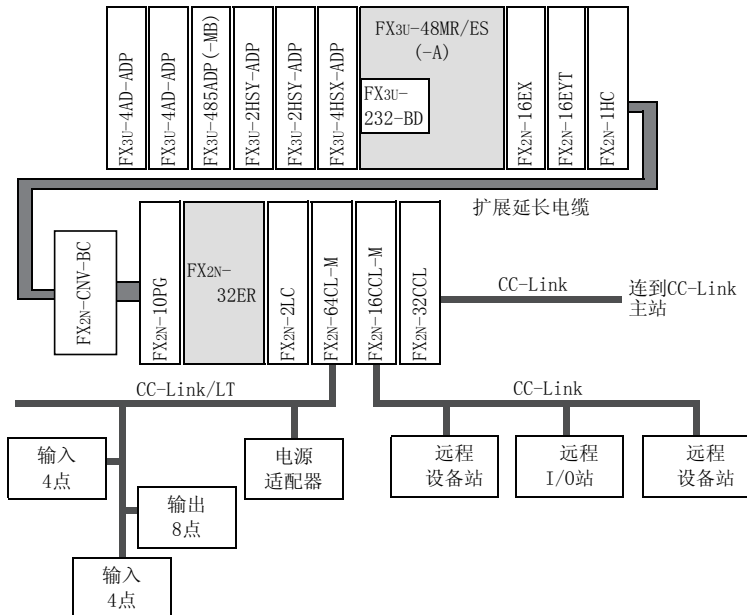 FX3U-4AD-ADP
FX3U-4AD-ADP
FX3U-485ADP(-MB)
FX3U-2HSY-ADP
FX3U-2HSY-ADP
FX3U-4HSX-ADP
FX3U-48MR/ES
(-A)
FX3U-
232-BD
FX2N-16EX
FX2N-16EYT
FX2N-1HC
扩展延长电缆
FX2N-CNV-BC
FX2N-10PG
FX2N-
32ER
FX2N-2LC
FX2N-64CL-M
FX2N-16CCL-M
FX2N-32CCL
CC-Link
连到CC-Link
主站
CC-Link/LT
CC-Link
输入
4点
输出
8点
输入
4点
电源
适配器
远程
设备站
远程
I/O站
远程
设备站